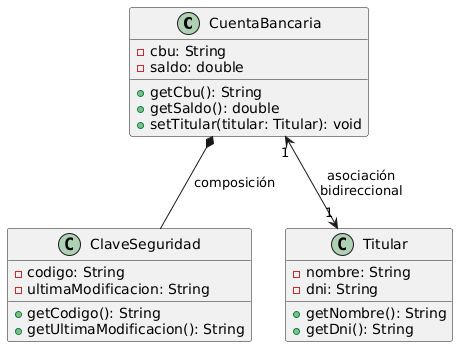 C CuentaBancaria
cbu: String
saldo: double
getCbu(): String
getSaldo(): double
setTitular(titular: Titular): void
1
composición
asociación
bidireccional
1
C ClaveSeguridad
codigo: String
ultimaModificacion: String
getCodigo(): String
getUltimaModificacion(): String
C Titular
nombre: String
dni: String
getNombre(): String
getDni(): String